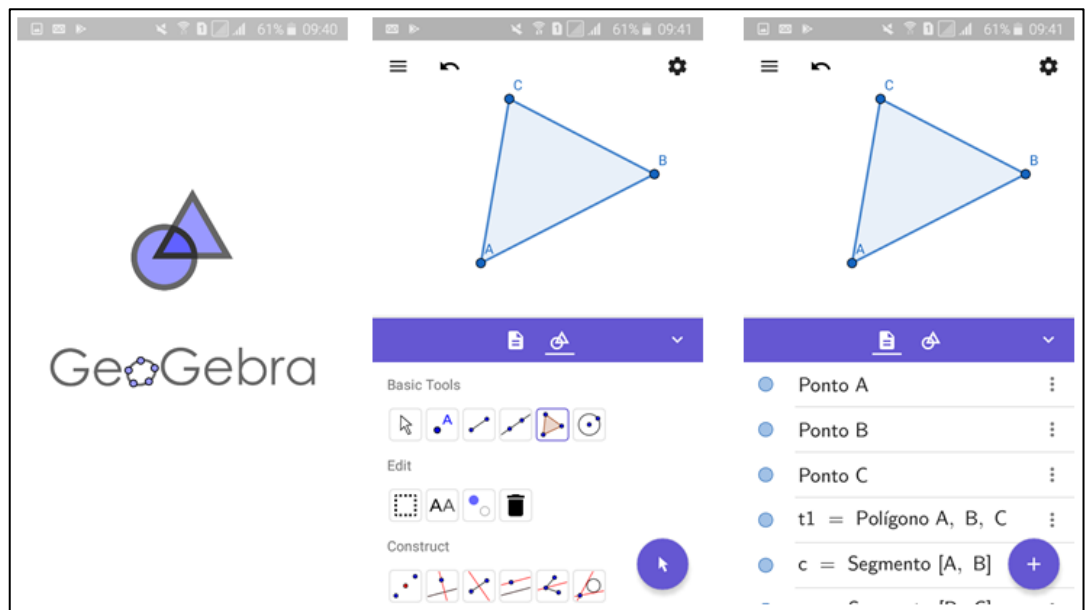 61% 09:40
GeoGebra
61% 09:41
C
B
A
Basic Tools
A
Edit
AA
Construct
61% 09:41
C
B
A
Ponto A
Ponto B
Ponto C
t1 = Polígono A, B, C
c = Segmento [A, B]